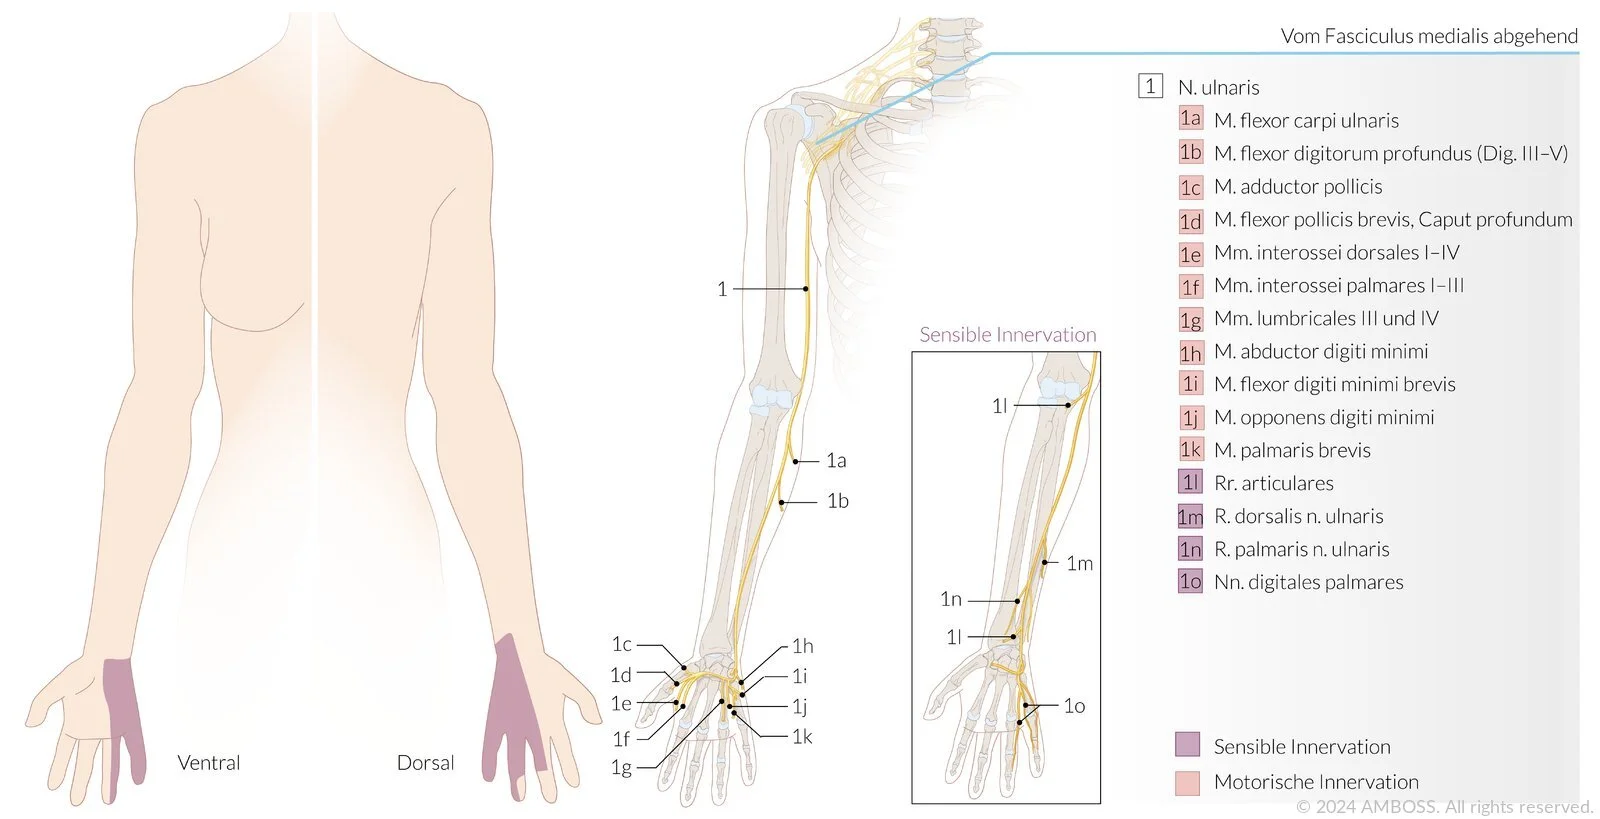 Vom Fasciculus medialis abgehend
1 N. ulnaris
1a M. flexor carpi ulnaris
1b M. flexor digitorum profundus (Dig. III–V)
1c M. adductor pollicis
1d M. flexor pollicis brevis, Caput profundum
1e Mm. interossei dorsales I–IV
1f Mm. interossei palmares I–III
1g Mm. lumbricales III und IV
1h M. abductor digiti minimi
1i M. flexor digiti minimi brevis
1j M. opponens digiti minimi
1k M. palmaris brevis
1l Rr. articulares
1m R. dorsalis n. ulnaris
1n R. palmaris n. ulnaris
1o Nn. digitales palmares
Sensible Innervation
Motorische Innervation
Ventral
Dorsal
1
1a
1b
1c
1d
1e
1f
1g
1h
1i
1j
1k
Sensible Innervation
1l
1m
1n
1l
1o
© 2024 AMBOSS. All rights reserved.